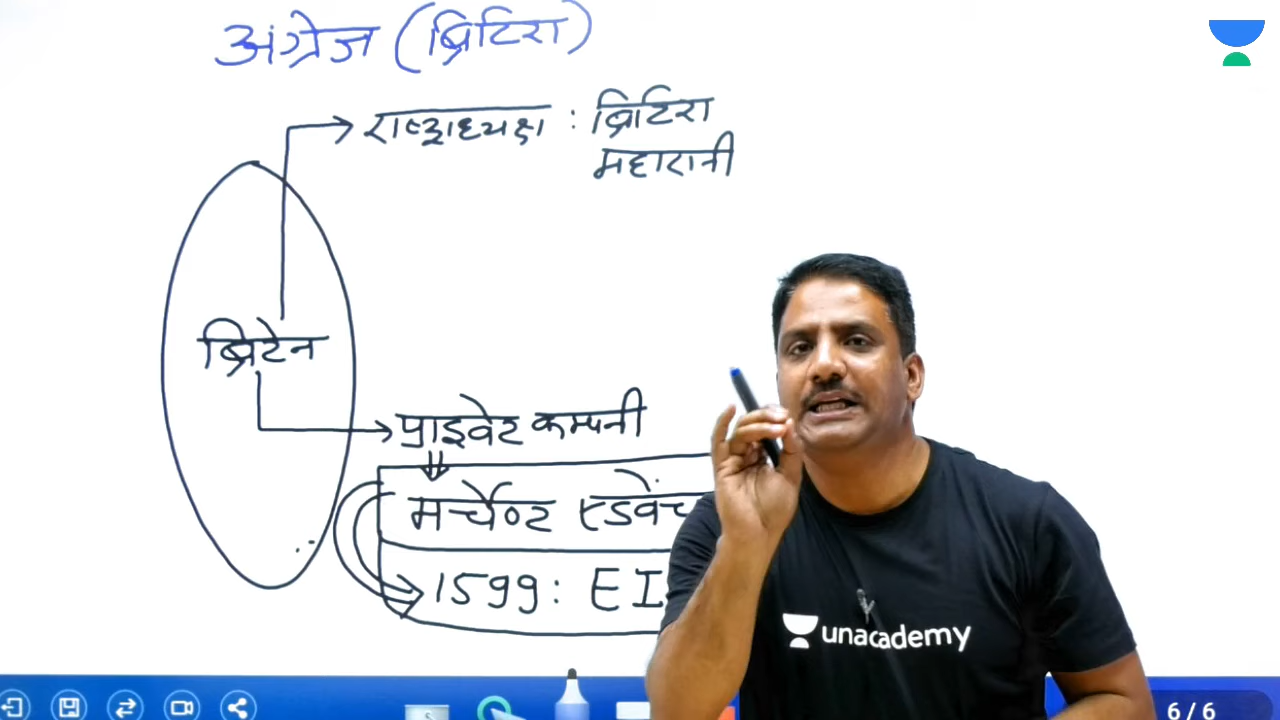 अंग्रेज (ब्रिटिश)
राष्ट्राध्यक्ष : ब्रिटिश
महारानी
ब्रिटेन
प्राइवेट कम्पनी
मर्चेण्ट एडवेंच
1599: EI
unacademy
6 / 6